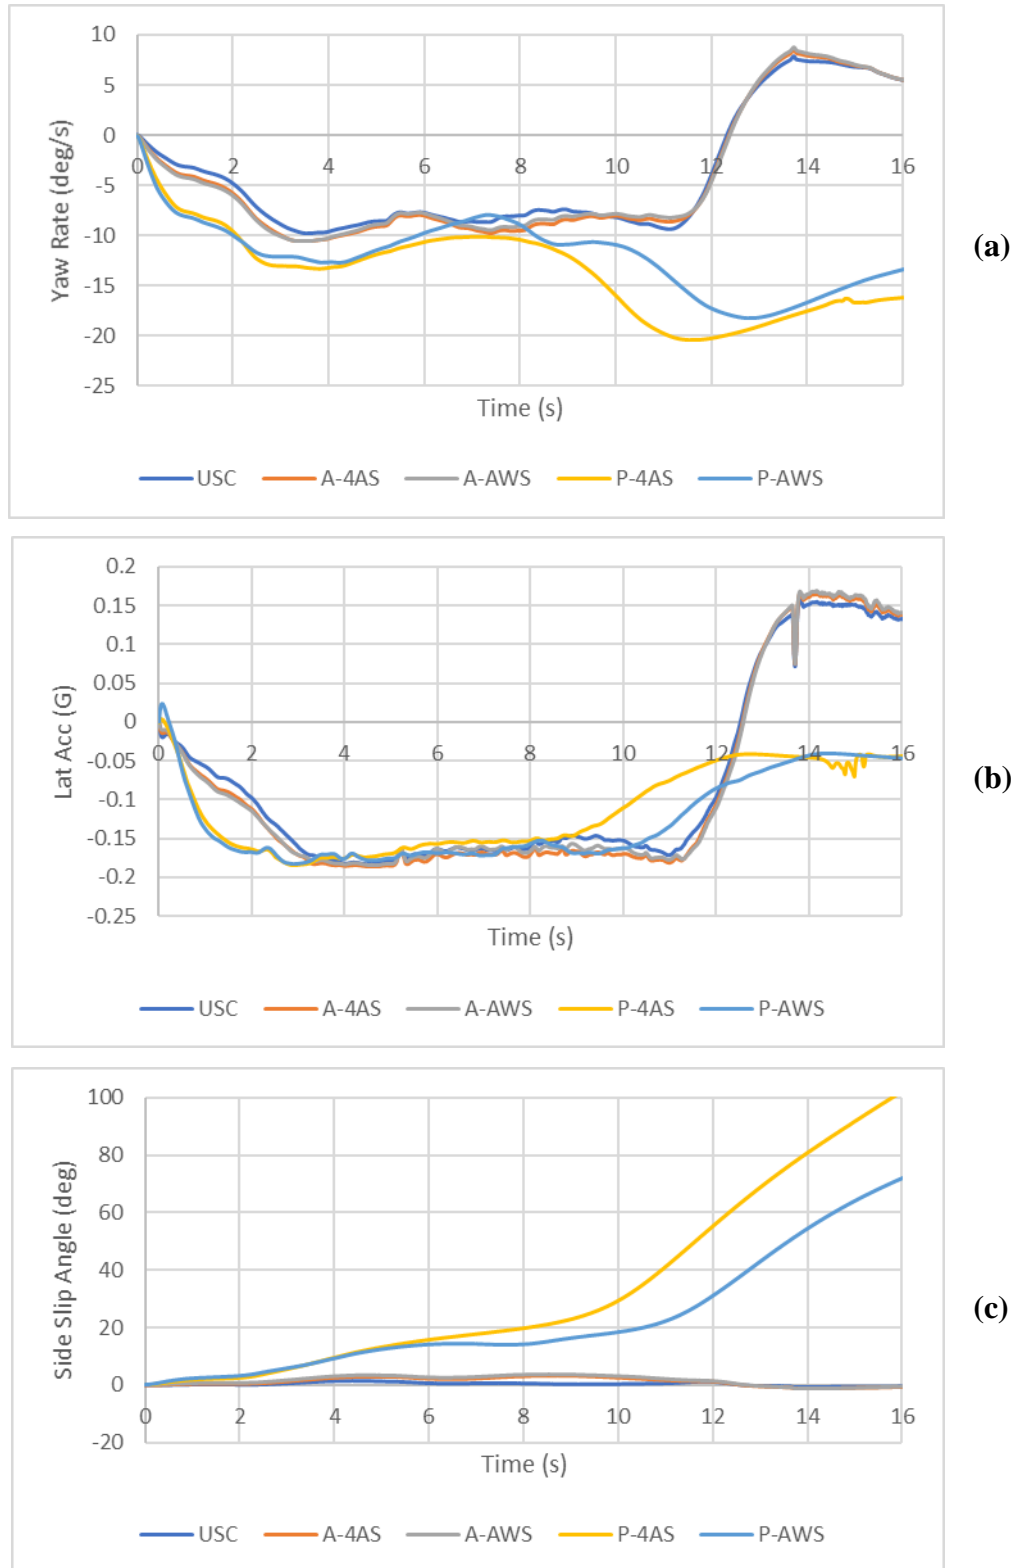 10
5
0
-5
-10
-15
-20
-25
0 2 4 6 8 10 12 14 16
Yaw Rate (deg/s)
Time (s)
USC A-4AS A-AWS P-4AS P-AWS
(a)
0.2
0.15
0.1
0.05
0
-0.05
-0.1
-0.15
-0.2
-0.25
0 2 4 6 8 10 12 14 16
Lat Acc (G)
Time (s)
USC A-4AS A-AWS P-4AS P-AWS
(b)
100
80
60
40
20
0
-20
0 2 4 6 8 10 12 14 16
Side Slip Angle (deg)
Time (s)
USC A-4AS A-AWS P-4AS P-AWS
(c)